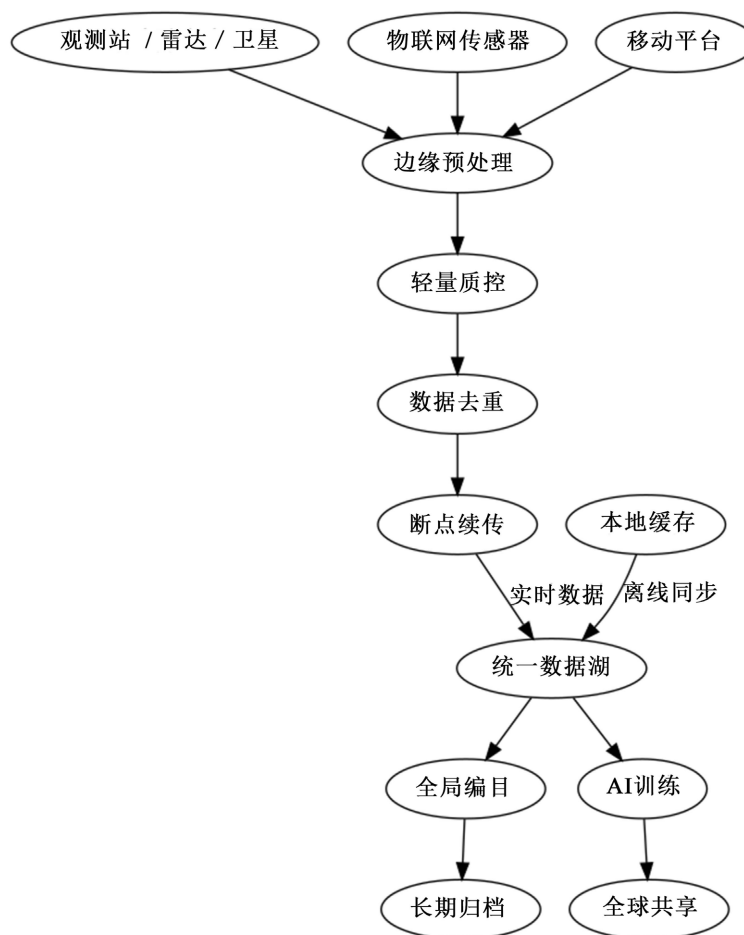 观测站 / 雷达 / 卫星
物联网传感器
移动平台
边缘预处理
轻量质控
数据去重
断点续传
本地缓存
实时数据
离线同步
统一数据湖
全局编目
AI训练
长期归档
全球共享